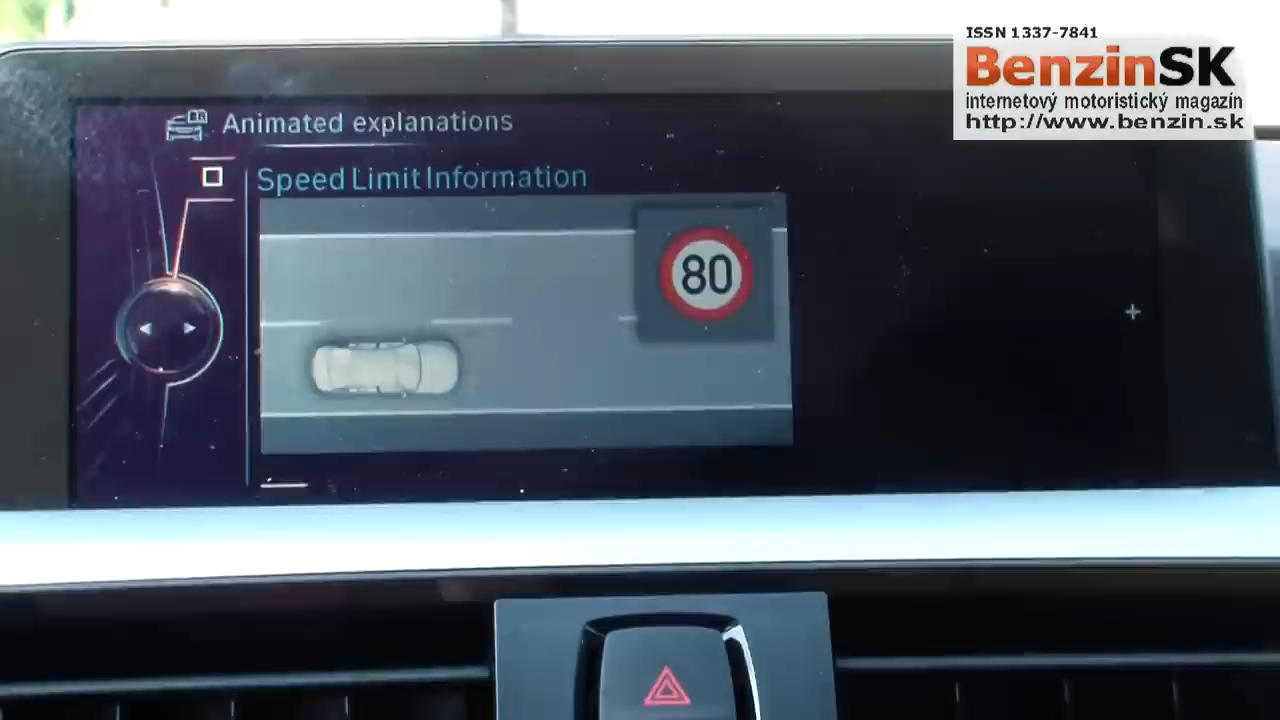 ISSN 1337-7841
BenzinSK
internetový motoristický magazín
http://www.benzin.sk
Animated explanations
Speed Limit Information
80